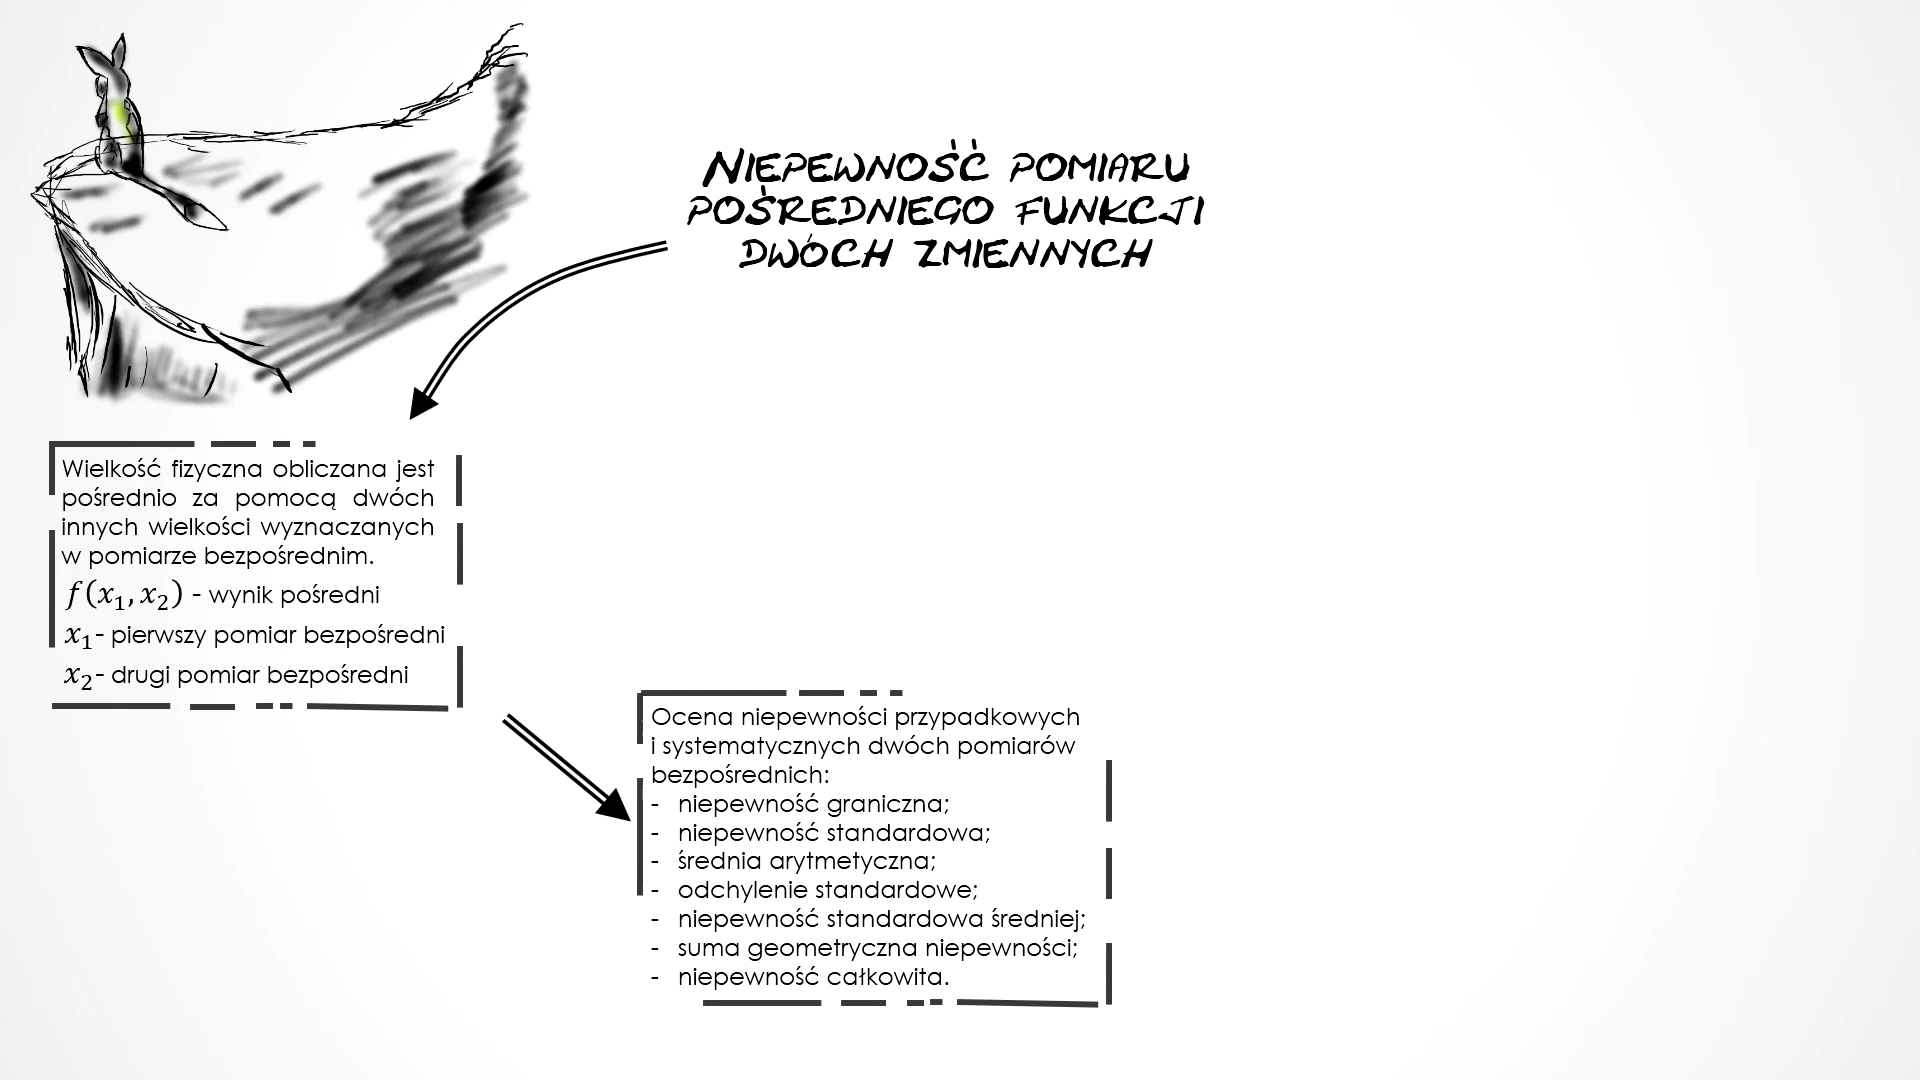 Niepewność pomiaru
pośredniego funkcji
dwóch zmiennych
Wielkość fizyczna obliczana jest
pośrednio za pomocą dwóch
innych wielkości wyznaczanych
w pomiarze bezpośrednim.
f(x₁, x₂) - wynik pośredni
x₁- pierwszy pomiar bezpośredni
x₂- drugi pomiar bezpośredni
Ocena niepewności przypadkowych
i systematycznych dwóch pomiarów
bezpośrednich:
- niepewność graniczna;
- niepewność standardowa;
- średnia arytmetyczna;
- odchylenie standardowe;
- niepewność standardowa średniej;
- suma geometryczna niepewności;
- niepewność całkowita.